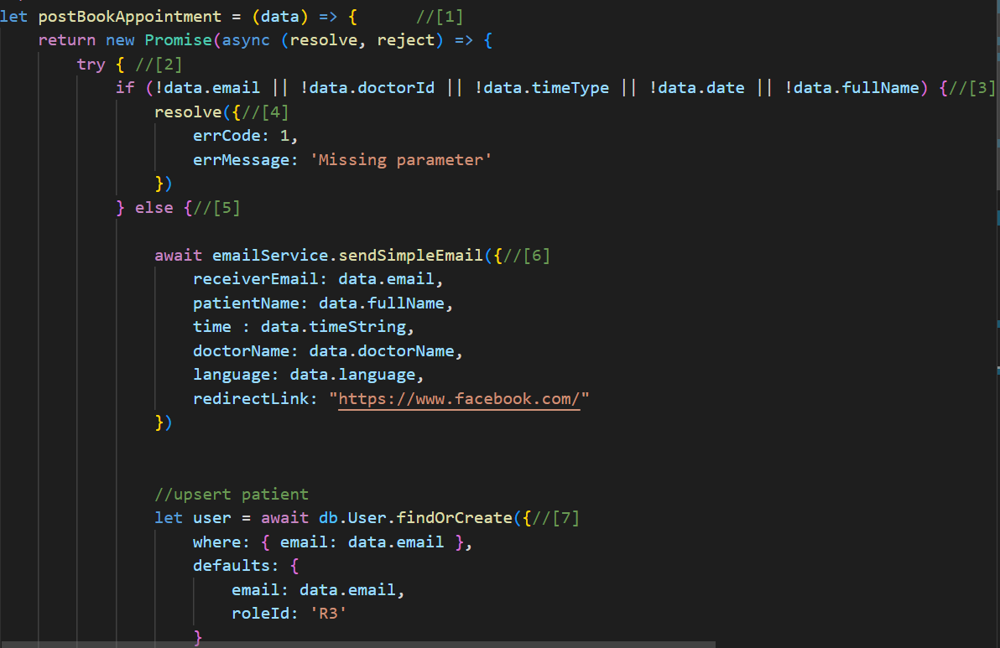 let postBookAppointment = (data) => {      //[1]
    return new Promise(async (resolve, reject) => {
        try { //[2]
            if (!data.email || !data.doctorId || !data.timeType || !data.date || !data.fullName) {//[3]
                resolve({//[4]
                    errCode: 1,
                    errMessage: 'Missing parameter'
                })
            } else {//[5]
                await emailService.sendSimpleEmail({//[6]
                    receiverEmail: data.email,
                    patientName: data.fullName,
                    time : data.timeString,
                    doctorName: data.doctorName,
                    language: data.language,
                    redirectLink: "https://www.facebook.com/"
                })
                //upsert patient
                let user = await db.User.findOrCreate({//[7]
                    where: { email: data.email },
                    defaults: {
                        email: data.email,
                        roleId: 'R3'
                    }